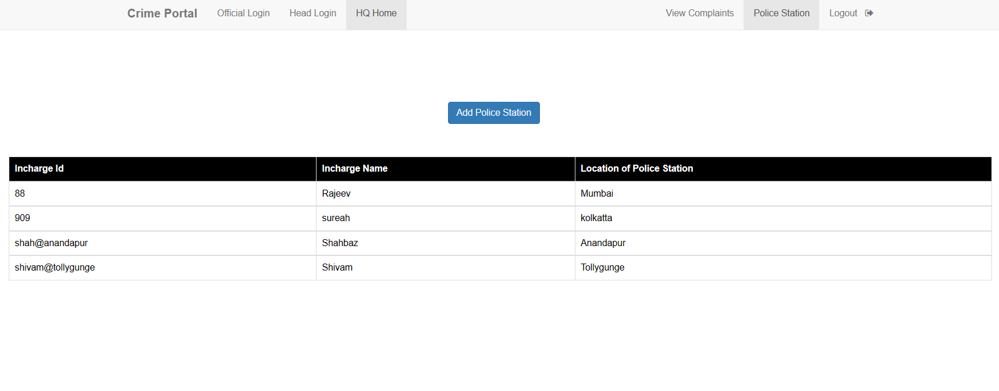 Crime Portal Official Login Head Login HQ Home View Complaints Police Station Logout
Add Police Station
Incharge Id Incharge Name Location of Police Station
88 Rajeev Mumbai
909 sureah kolkatta
shah@anandapur Shahbaz Anandapur
shivam@tollygunge Shivam Tollygunge